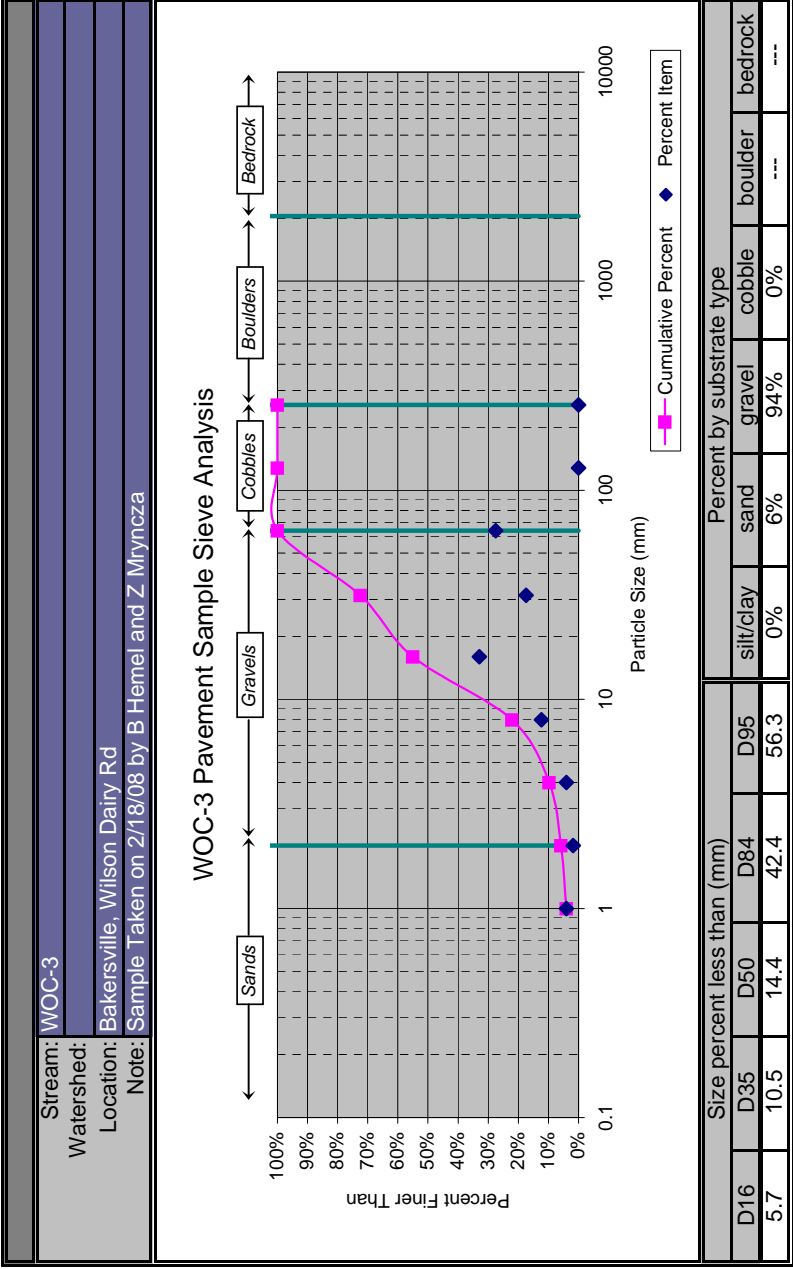 Stream: WOC-3
Watershed:
Location: Bakersville, Wilson Dairy Rd
Note: Sample Taken on 2/18/08 by B Hemel and Z Mryncza
WOC-3 Pavement Sample Sieve Analysis
Sands Gravels Cobbles Boulders Bedrock
Percent Finer Than
100%
90%
80%
70%
60%
50%
40%
30%
20%
10%
0%
0.1 1 10 100 1000 10000
Particle Size (mm)
Cumulative Percent Percent Item
Size percent less than (mm) Percent by substrate type
D16 D35 D50 D84 D95 silt/clay sand gravel cobble boulder bedrock
5.7 10.5 14.4 42.4 56.3 0% 6% 94% 0% --- ---